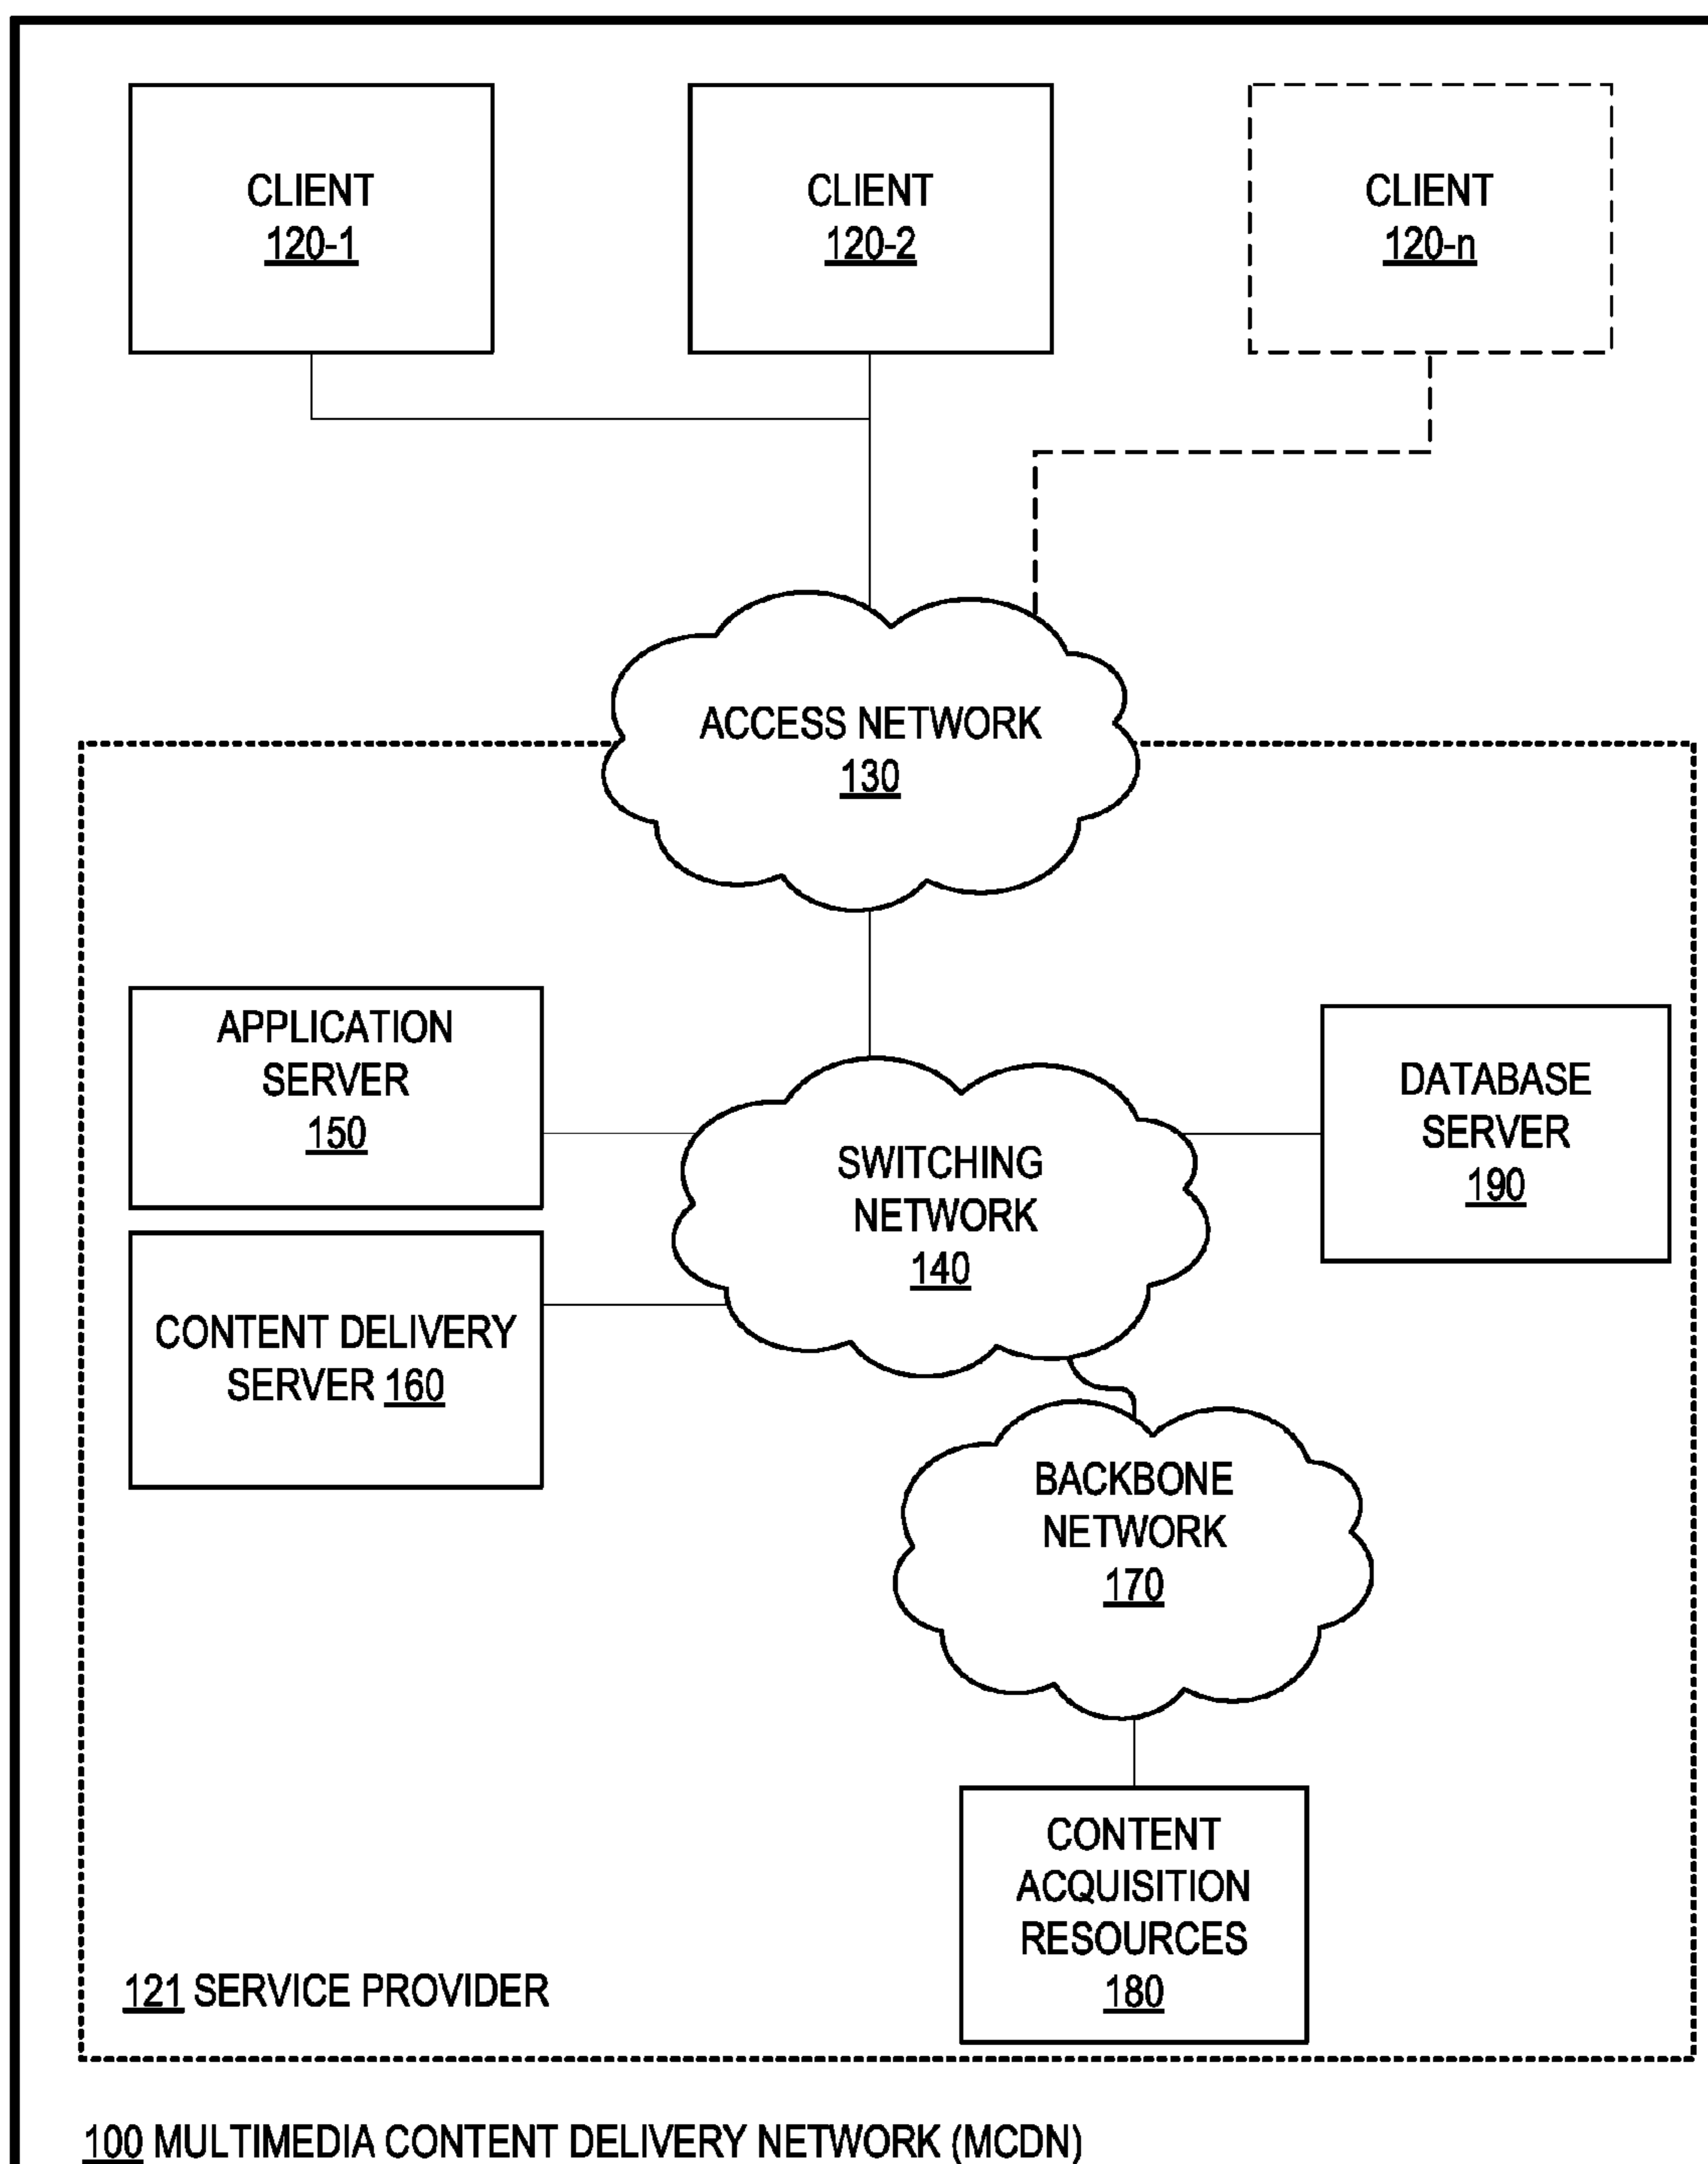 CLIENT
120-1
CLIENT
120-2
CLIENT
120-n
ACCESS NETWORK
130
APPLICATION
SERVER
150
DATABASE
SERVER
190
SWITCHING
NETWORK
140
CONTENT DELIVERY
SERVER 160
BACKBONE
NETWORK
170
CONTENT
ACQUISITION
RESOURCES
180
121 SERVICE PROVIDER
100 MULTIMEDIA CONTENT DELIVERY NETWORK (MCDN)